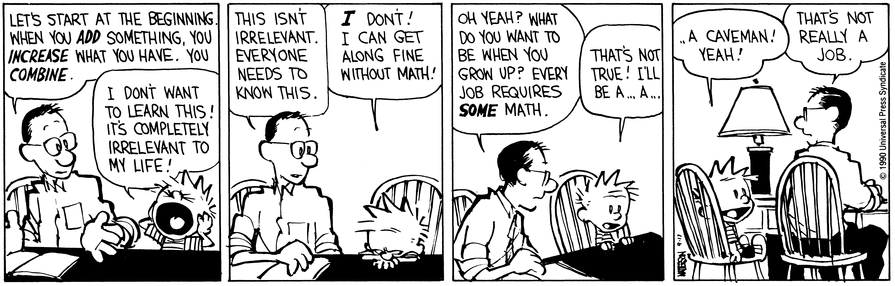 LET'S START AT THE BEGINNING.
WHEN YOU ADD SOMETHING, YOU
INCREASE WHAT YOU HAVE. YOU
COMBINE.
I DON'T WANT
TO LEARN THIS!
IT'S COMPLETELY
IRRELEVANT TO
MY LIFE!
THIS ISN'T
IRRELEVANT.
EVERYONE
NEEDS TO
KNOW THIS.
I DON'T!
I CAN GET
ALONG FINE
WITHOUT MATH!
OH YEAH? WHAT
DO YOU WANT TO
BE WHEN YOU
GROW UP? EVERY
JOB REQUIRES
SOME MATH.
THAT'S NOT
TRUE! I'LL
BE A... A...
...A CAVEMAN!
YEAH!
THAT'S NOT
REALLY A
JOB.
© 1990 Universal Press Syndicate
WATTERSON